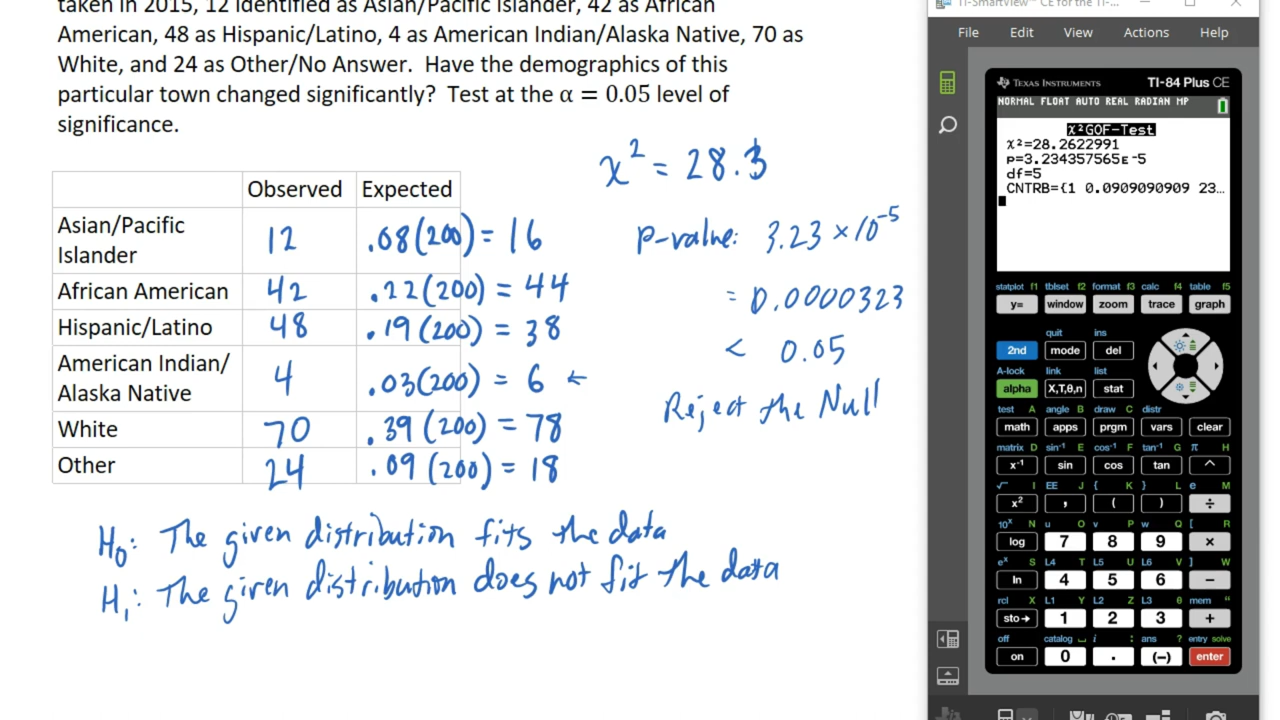 taken in 2015, 12 identified as Asian/Pacific Islander, 42 as African
American, 48 as Hispanic/Latino, 4 as American Indian/Alaska Native, 70 as
White, and 24 as Other/No Answer. Have the demographics of this
particular town changed significantly? Test at the α = 0.05 level of
significance.
χ² = 28.3
Observed Expected
Asian/Pacific Islander 12 .08(200) = 16
African American 42 .22(200) = 44
Hispanic/Latino 48 .19(200) = 38
American Indian/ Alaska Native 4 .03(200) = 6 ←
White 70 .39(200) = 78
Other 24 .09(200) = 18
p-value: 3.23 × 10⁻⁵
= 0.0000323
< 0.05
Reject the Null
H₀: The given distribution fits the data
H₁: The given distribution does not fit the data
TI-SmartView™ CE for the TI-...
File Edit View Actions Help
TEXAS INSTRUMENTS TI-84 Plus CE
NORMAL FLOAT AUTO REAL RADIAN MP
χ²GOF-Test
χ²=28.2622991
p=3.234357565E-5
df=5
CNTRB={1 0.0909090909 23...
statplot f1 tblset f2 format f3 calc f4 table f5
y= window zoom trace graph
quit ins
2nd mode del
A-lock link list
alpha X,T,θ,n stat
test A angle B draw C distr
math apps prgm vars clear
matrix D sin⁻¹ E cos⁻¹ F tan⁻¹ G π H
x⁻¹ sin cos tan ^
√ I EE J { K } L e M
x² , ( ) ÷
10ˣ N u O v P w Q [ R
log 7 8 9 ×
eˣ S L4 T L5 U L6 V ] W
ln 4 5 6 −
rcl X L1 Y L2 Z L3 θ mem "
sto→ 1 2 3 +
off catalog ⎵ i : ans ? entry solve
on 0 . (−) enter